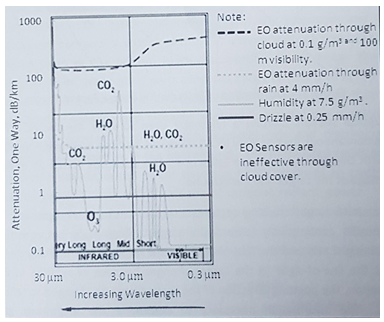 1000
100
10
1
0.1
Attenuation, One Way, dB/km
CO₂
H₂O
H₂O, CO₂
CO₂
H₂O
O₃
ery Long Long Mid Short
INFRARED
VISIBLE
30 µm 3.0 µm 0.3 µm
Increasing Wavelength
Note:
EO attenuation through
cloud at 0.1 g/m³ and 100
m visibility.
EO attenuation through
rain at 4 mm/h
Humidity at 7.5 g/m³.
Drizzle at 0.25 mm/h
• EO Sensors are
ineffective through
cloud cover.